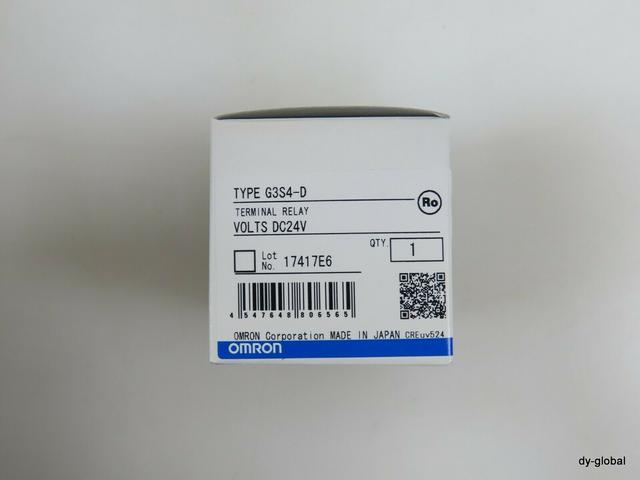 TYPE G3S4-D
Ro
TERMINAL RELAY
VOLTS DC24V
QTY. 1
Lot No. 17417E6
4 547648 806565
OMRON Corporation MADE IN JAPAN CREuv524
OMRON
dy-global